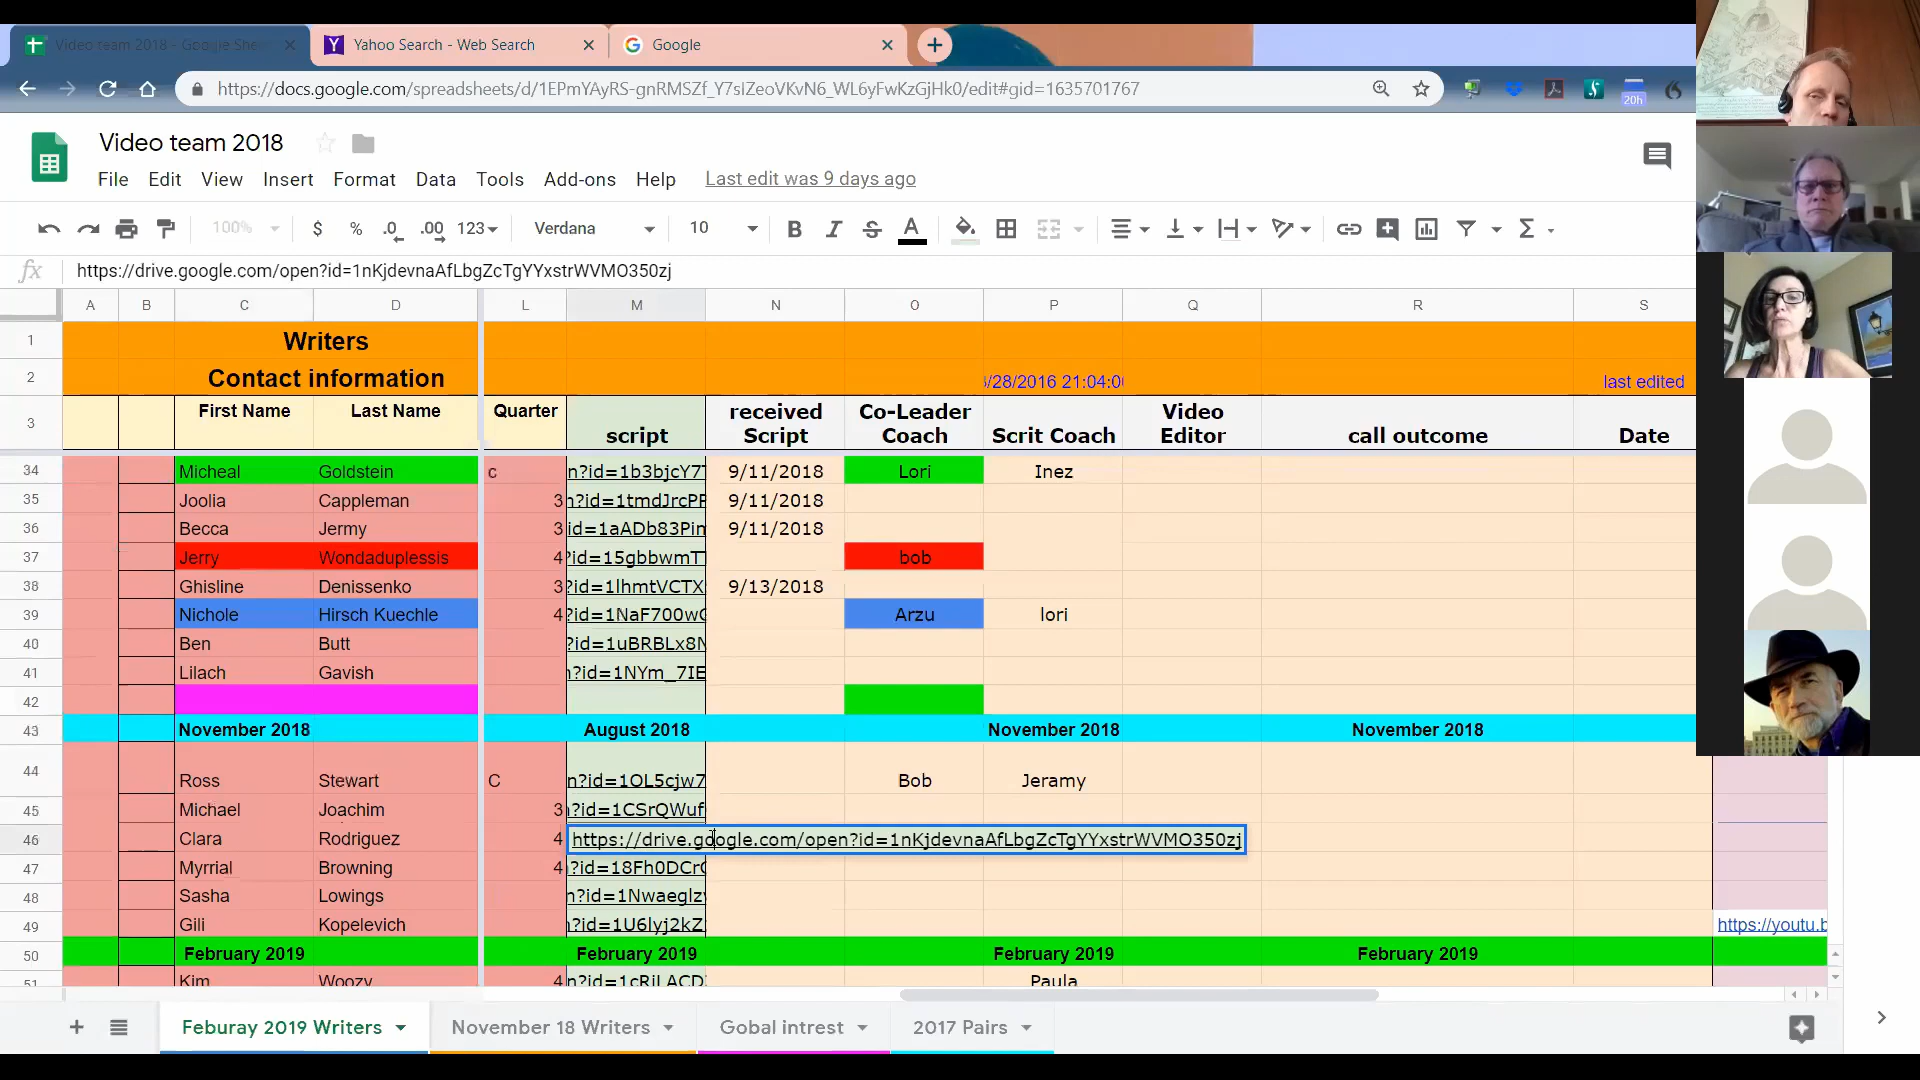 Video team 2018 - Google Shee
Yahoo Search - Web Search
Google
https://docs.google.com/spreadsheets/d/1EPmYAyRS-gnRMSZf_Y7siZeoVKvN6_WL6yFwKzGjHk0/edit#gid=1635701767
20h
Video team 2018
File Edit View Insert Format Data Tools Add-ons Help Last edit was 9 days ago
100% $ % .0 .00 123 Verdana 10 B I S A Σ
fx https://drive.google.com/open?id=1nKjdevnaAfLbgZcTgYYxstrWVMO350zj
A B C D L M N O P Q R S
1 Writers
2 Contact information /28/2016 21:04:0 last edited
3 First Name Last Name Quarter script received Script Co-Leader Coach Scrit Coach Video Editor call outcome Date
34 Micheal Goldstein c n?id=1b3bjcY7 9/11/2018 Lori Inez
35 Joolia Cappleman 3 ?id=1tmdJrcPF 9/11/2018
36 Becca Jermy 3 id=1aADb83Pin 9/11/2018
37 Jerry Wondaduplessis 4 ?id=15gbbwmT bob
38 Ghisline Denissenko 3 ?id=1lhmtVCTX 9/13/2018
39 Nichole Hirsch Kuechle 4 ?id=1NaF700w Arzu lori
40 Ben Butt ?id=1uBRBLx8
41 Lilach Gavish ?id=1NYm_7IE
42
43 November 2018 August 2018 November 2018 November 2018
44 Ross Stewart C n?id=1OL5cjw7 Bob Jeramy
45 Michael Joachim 3 ?id=1CSrQWuf
46 Clara Rodriguez 4 https://drive.google.com/open?id=1nKjdevnaAfLbgZcTgYYxstrWVMO350zj
47 Myrrial Browning 4 ?id=18Fh0DCr
48 Sasha Lowings n?id=1Nwaeglz
49 Gili Kopelevich ?id=1U6lyj2kZ https://youtu.b
50 February 2019 February 2019 February 2019 February 2019
51 Kim Woozy 4 n?id=1cRiLACD Paula
Feburay 2019 Writers November 18 Writers Gobal intrest 2017 Pairs